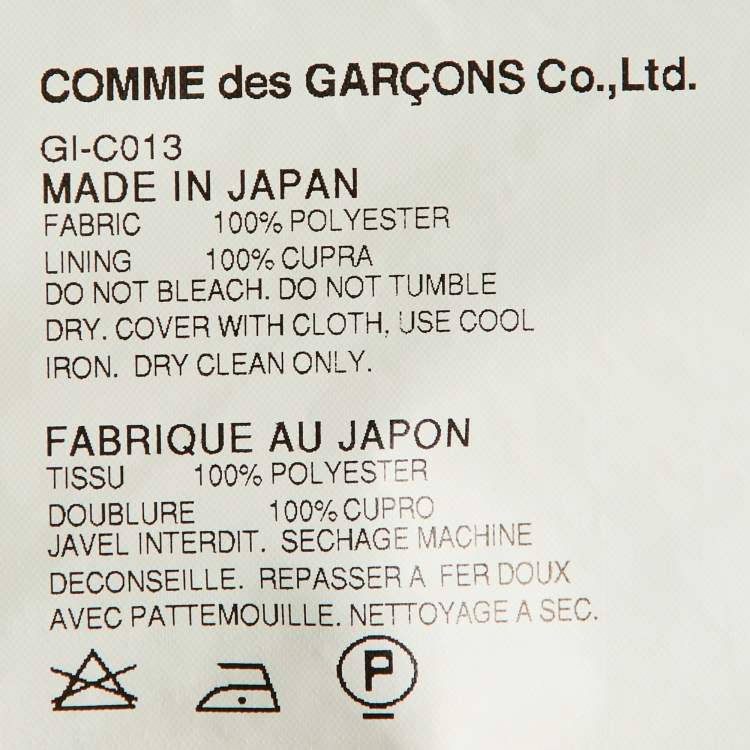 COMME des GARÇONS Co.,Ltd.
GI-C013
MADE IN JAPAN
FABRIC 100% POLYESTER
LINING 100% CUPRA
DO NOT BLEACH. DO NOT TUMBLE
DRY. COVER WITH CLOTH, USE COOL
IRON. DRY CLEAN ONLY.
FABRIQUE AU JAPON
TISSU 100% POLYESTER
DOUBLURE 100% CUPRO
JAVEL INTERDIT. SECHAGE MACHINE
DECONSEILLE. REPASSER A FER DOUX
AVEC PATTEMOUILLE. NETTOYAGE A SEC.
P